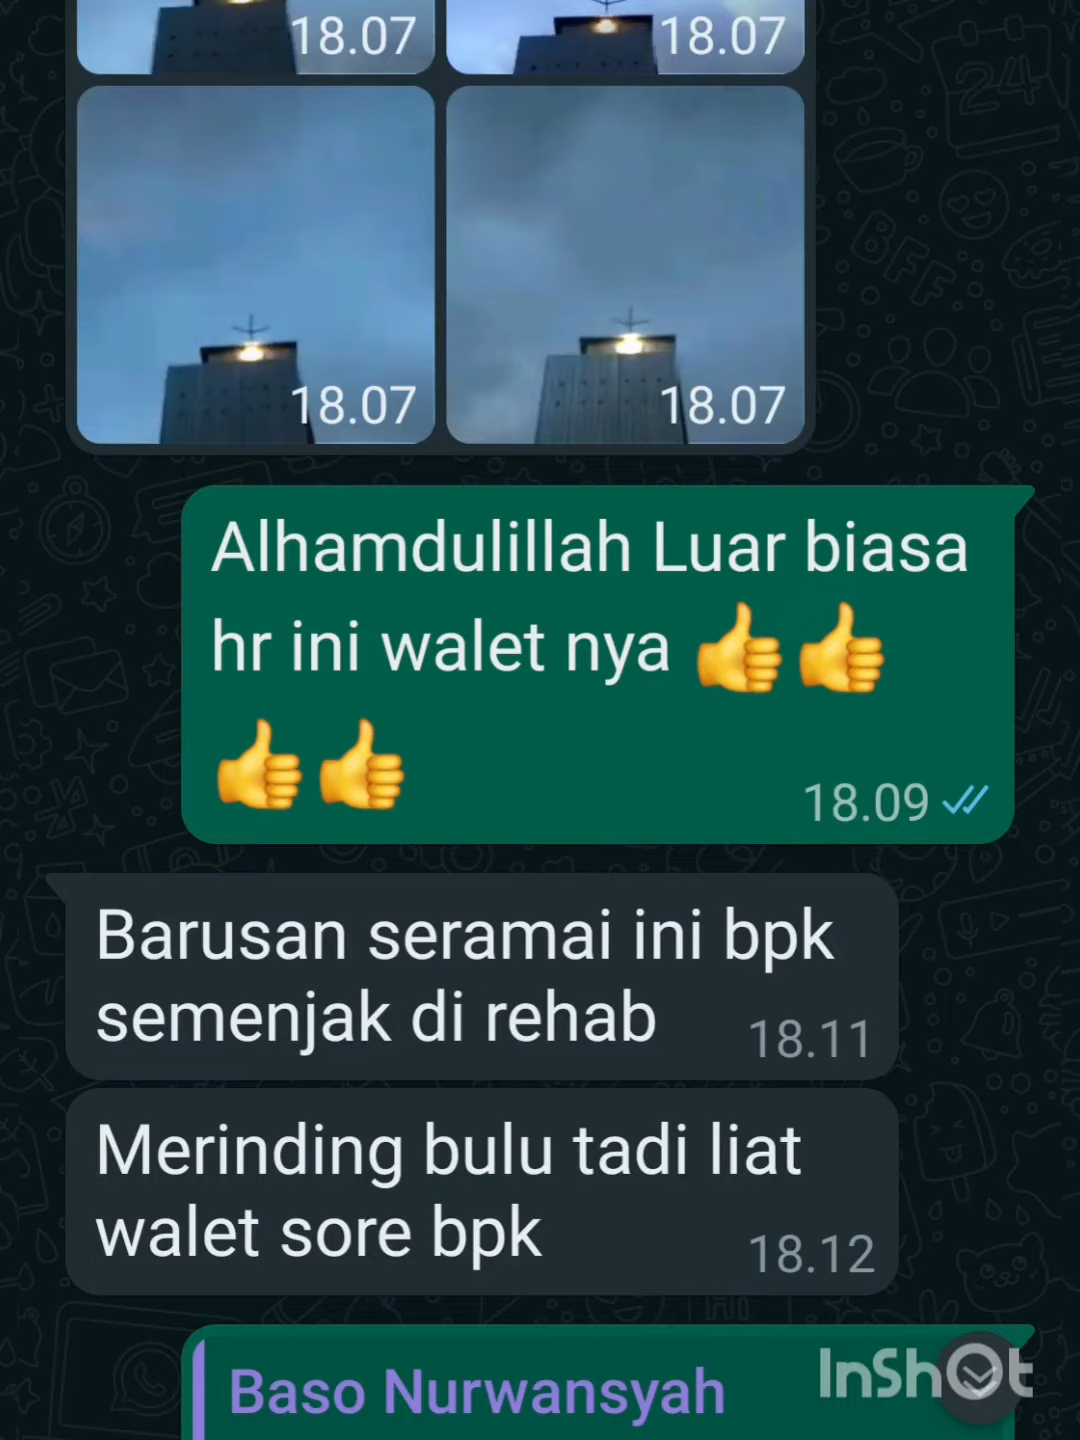 18.07
18.07
18.07
18.07
Alhamdulillah Luar biasa
hr ini walet nya 👍👍
👍👍
18.09
Barusan seramai ini bpk
semenjak di rehab
18.11
Merinding bulu tadi liat
walet sore bpk
18.12
Baso Nurwansyah
InShOt